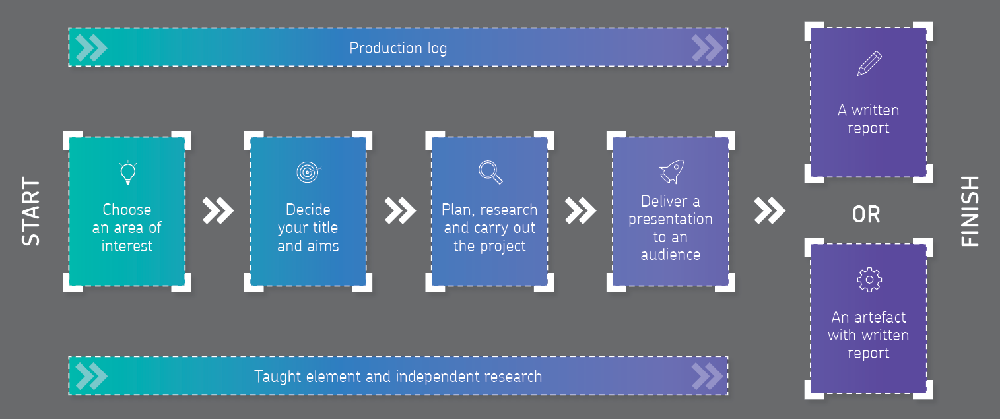 Production log
START
Choose
an area of
interest
Decide
your title
and aims
Plan, research
and carry out
the project
Deliver a
presentation
to an
audience
A written
report
OR
An artefact
with written
report
FINISH
Taught element and independent research